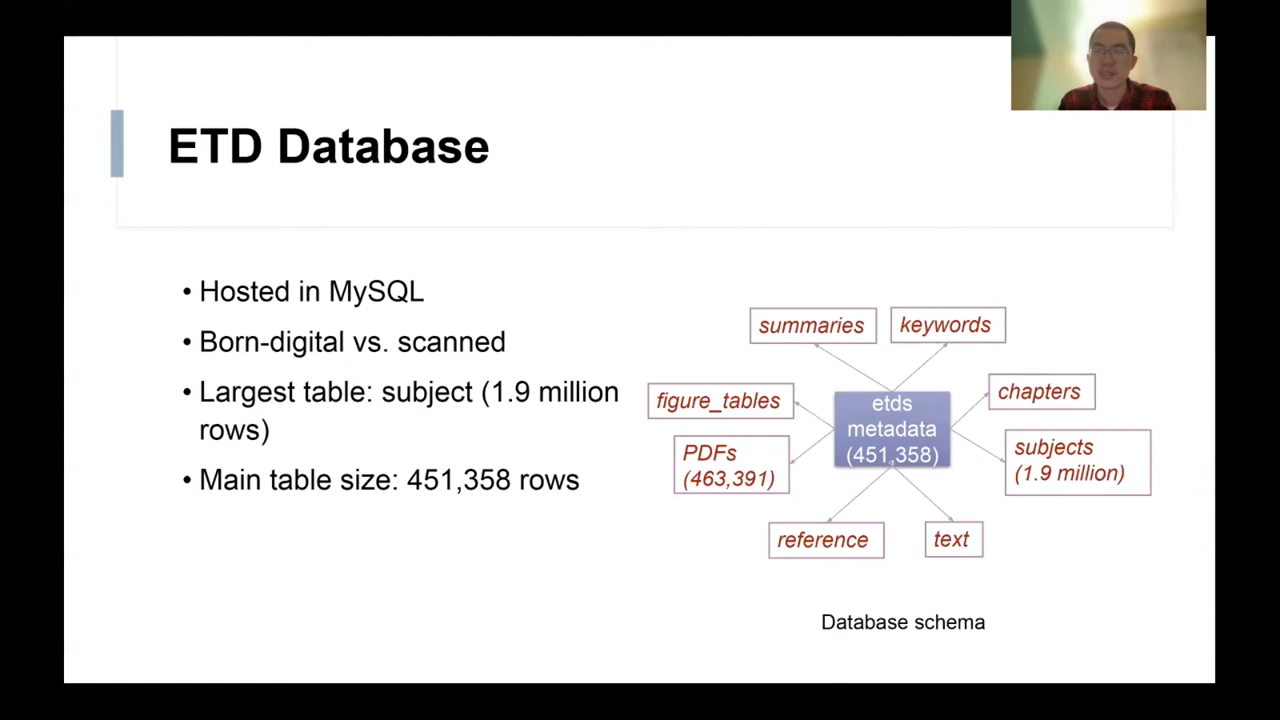 ETD Database
• Hosted in MySQL
• Born-digital vs. scanned
• Largest table: subject (1.9 million
rows)
• Main table size: 451,358 rows
summaries
keywords
figure_tables
etds
metadata
(451,358)
chapters
PDFs
(463,391)
subjects
(1.9 million)
reference
text
Database schema